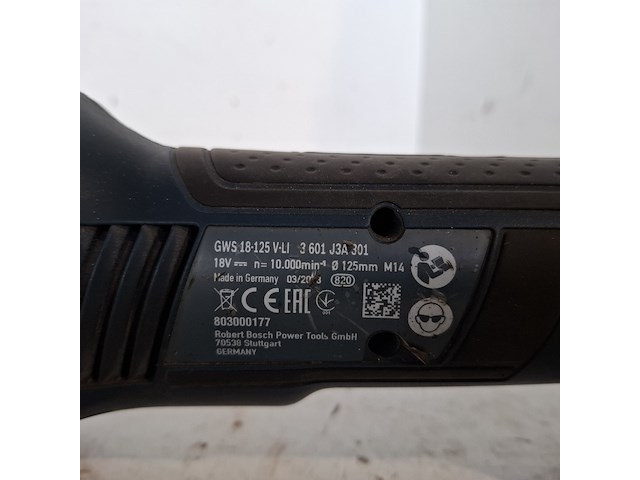 GWS 18-125 V-LI 3 601 J3A 301
18V n= 10.000min⁻¹ Ø 125mm M14
Made in Germany 820
CE EAC
803000177
Robert Bosch Power Tools GmbH
70538 Stuttgart
GERMANY